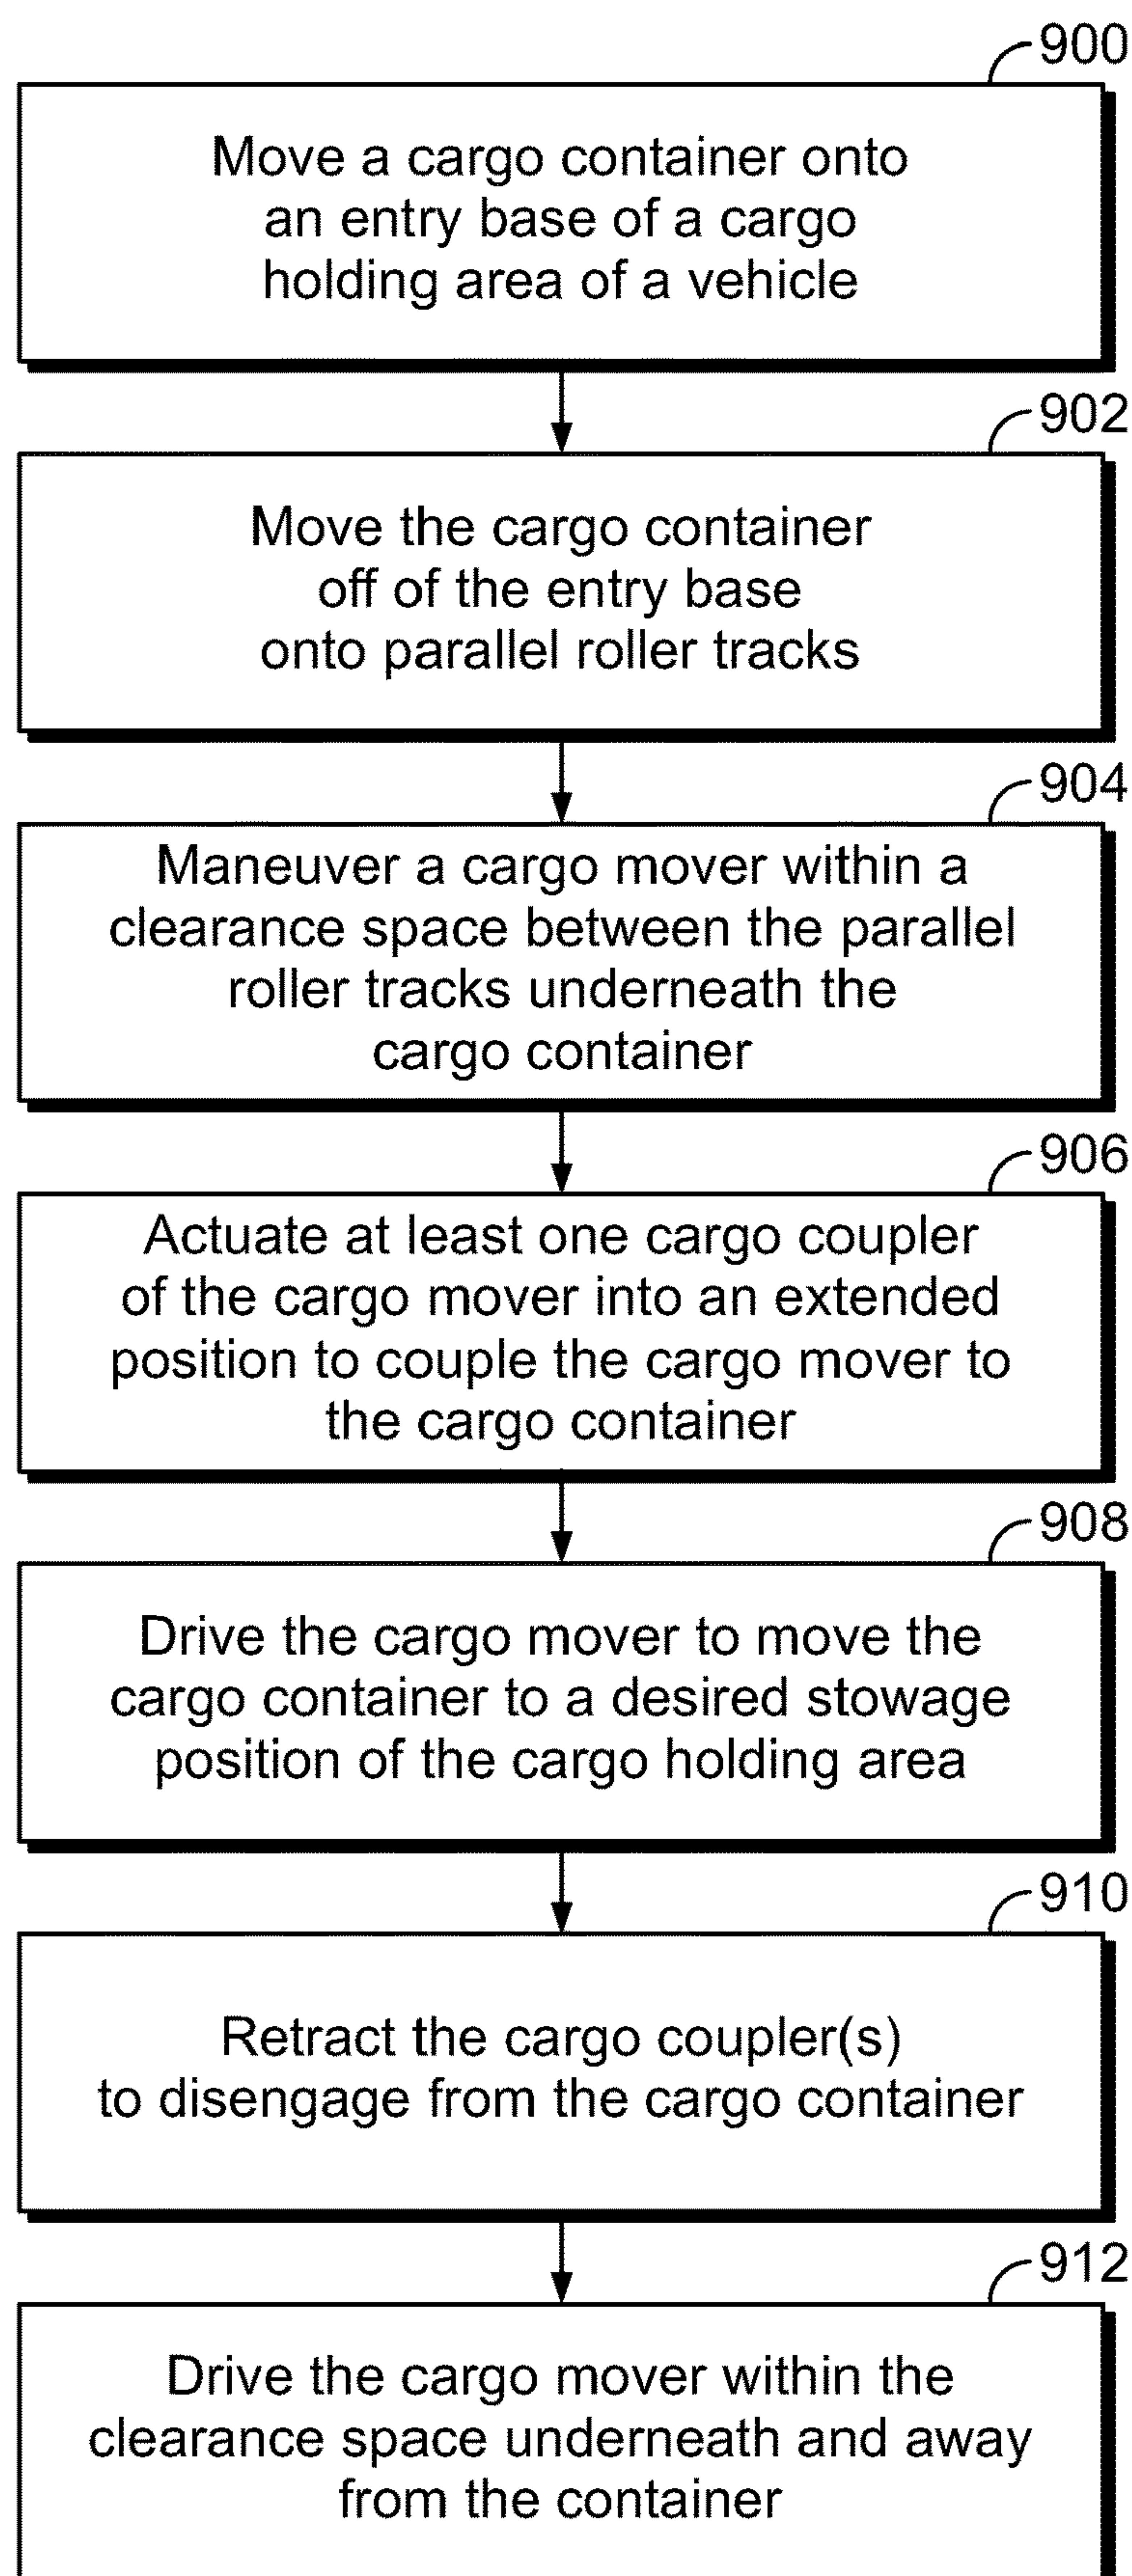 900
Move a cargo container onto
an entry base of a cargo
holding area of a vehicle
902
Move the cargo container
off of the entry base
onto parallel roller tracks
904
Maneuver a cargo mover within a
clearance space between the parallel
roller tracks underneath the
cargo container
906
Actuate at least one cargo coupler
of the cargo mover into an extended
position to couple the cargo mover to
the cargo container
908
Drive the cargo mover to move the
cargo container to a desired stowage
position of the cargo holding area
910
Retract the cargo coupler(s)
to disengage from the cargo container
912
Drive the cargo mover within the
clearance space underneath and away
from the container